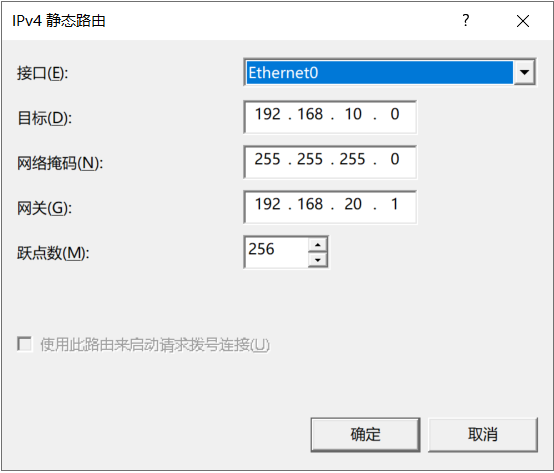 IPv4 静态路由
接口(E): Ethernet0
目标(D): 192 . 168 . 10 . 0
网络掩码(N): 255 . 255 . 255 . 0
网关(G): 192 . 168 . 20 . 1
跃点数(M): 256
使用此路由来启动请求拨号连接(U)
确定 取消